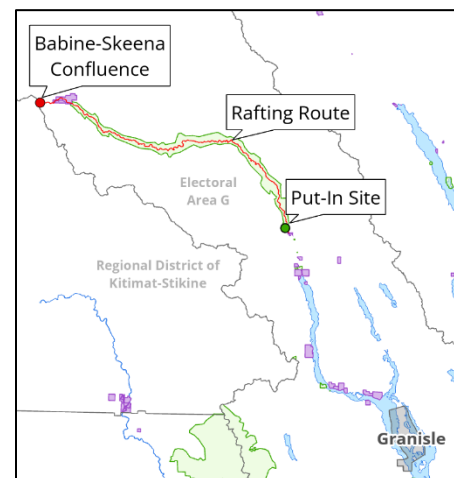 Babine-Skeena
Confluence
Rafting Route
Electoral
Area G
Put-In Site
Regional District of
Kitimat-Stikine
Granisle